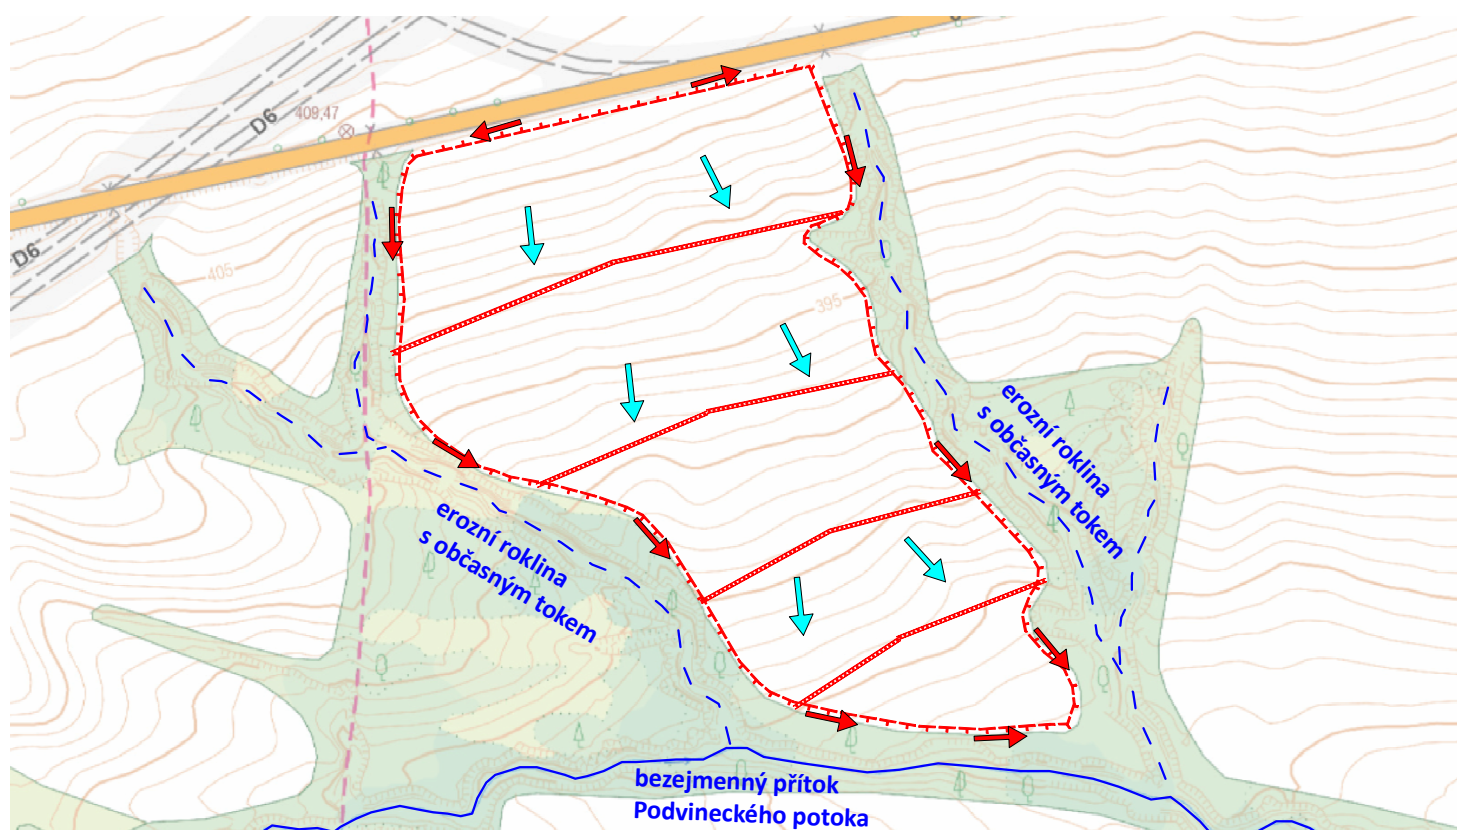 D6
409,47
D6
405
395
erozní roklina
s občasným tokem
erozní roklina
s občasným tokem
bezejmenný přítok
Podvineckého potoka